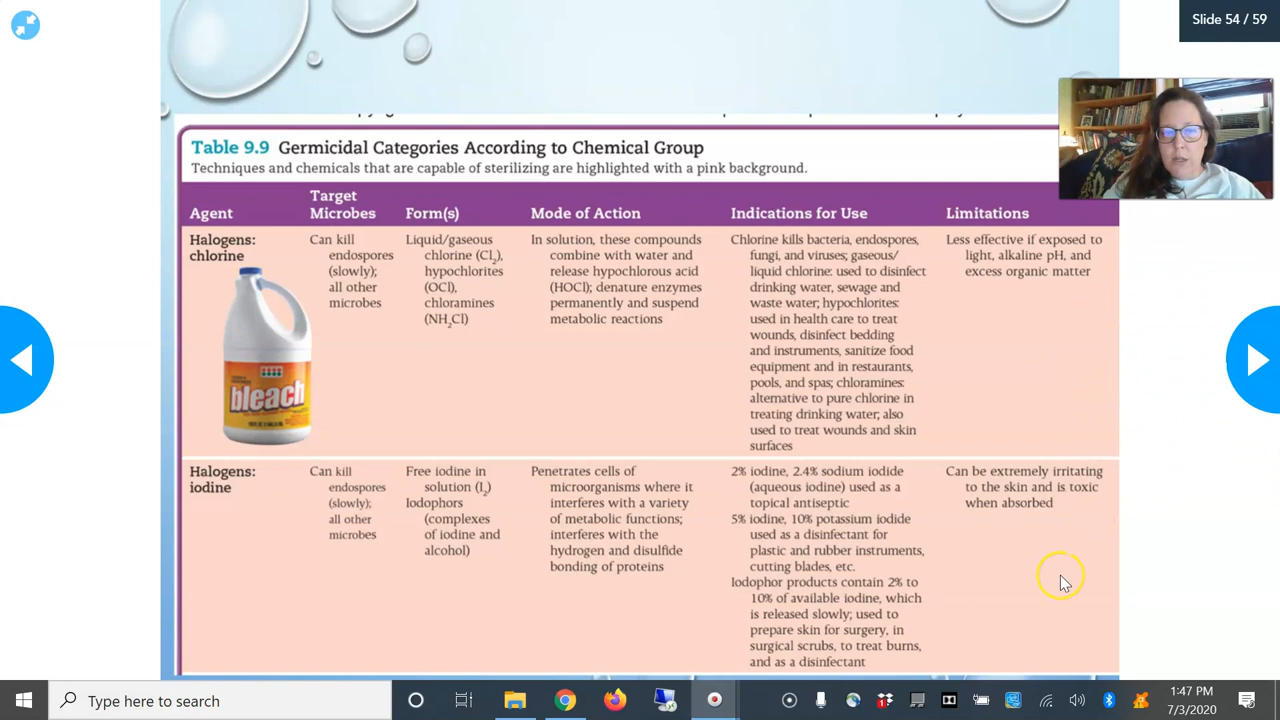 Slide 54 / 59
Table 9.9 Germicidal Categories According to Chemical Group
Techniques and chemicals that are capable of sterilizing are highlighted with a pink background.
Agent
Target
Microbes
Form(s)
Mode of Action
Indications for Use
Limitations
Halogens:
chlorine
bleach
Can kill
endospores
(slowly);
all other
microbes
Liquid/gaseous
chlorine (Cl₂),
hypochlorites
(OCl),
chloramines
(NH₂Cl)
In solution, these compounds
combine with water and
release hypochlorous acid
(HOCl); denature enzymes
permanently and suspend
metabolic reactions
Chlorine kills bacteria, endospores,
fungi, and viruses; gaseous/
liquid chlorine: used to disinfect
drinking water, sewage and
waste water; hypochlorites:
used in health care to treat
wounds, disinfect bedding
and instruments, sanitize food
equipment and in restaurants,
pools, and spas; chloramines:
alternative to pure chlorine in
treating drinking water; also
used to treat wounds and skin
surfaces
Less effective if exposed to
light, alkaline pH, and
excess organic matter
Halogens:
iodine
Can kill
endospores
(slowly);
all other
microbes
Free iodine in
solution (I₂)
Iodophors
(complexes
of iodine and
alcohol)
Penetrates cells of
microorganisms where it
interferes with a variety
of metabolic functions;
interferes with the
hydrogen and disulfide
bonding of proteins
2% iodine, 2.4% sodium iodide
(aqueous iodine) used as a
topical antiseptic
5% iodine, 10% potassium iodide
used as a disinfectant for
plastic and rubber instruments,
cutting blades, etc.
Iodophor products contain 2% to
10% of available iodine, which
is released slowly; used to
prepare skin for surgery, in
surgical scrubs, to treat burns,
and as a disinfectant
Can be extremely irritating
to the skin and is toxic
when absorbed
Type here to search
1:47 PM
7/3/2020